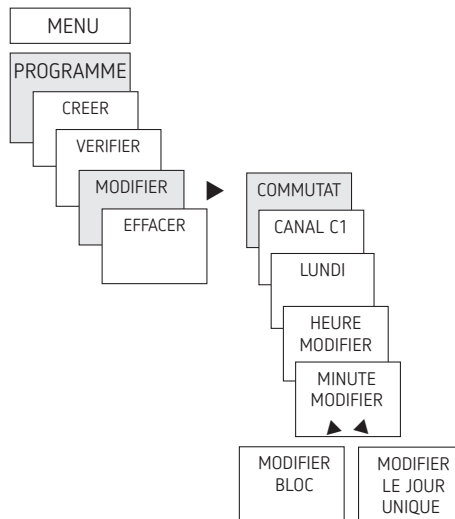 MENU
PROGRAMME
CREER
VERIFIER
MODIFIER
EFFACER
COMMUTAT
CANAL C1
LUNDI
HEURE
MODIFIER
MINUTE
MODIFIER
MODIFIER
BLOC
MODIFIER
LE JOUR
UNIQUE